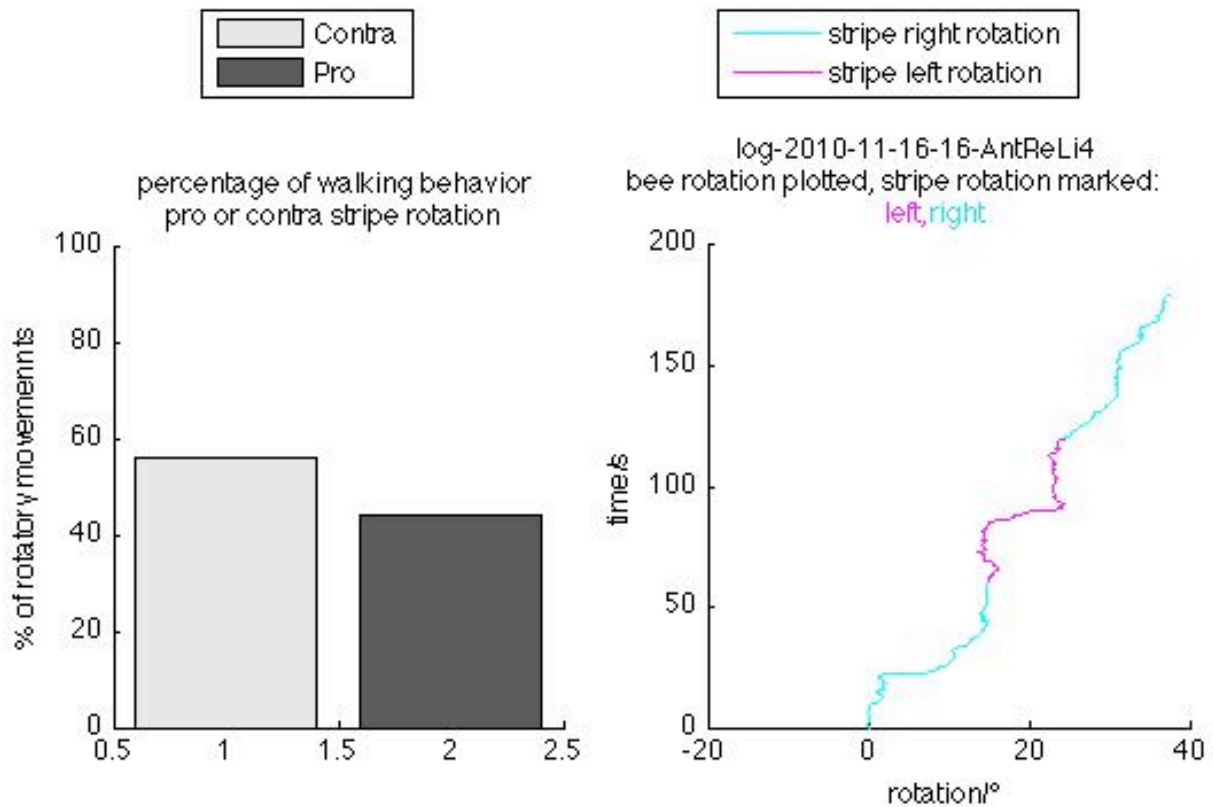 Contra
Pro
percentage of walking behavior
pro or contra stripe rotation
100
80
60
40
20
0
0.5
1
1.5
2
2.5
% of rotatory movemennts
stripe right rotation
stripe left rotation
log-2010-11-16-16-AntReLi4
bee rotation plotted, stripe rotation marked:
left,right
200
150
100
50
0
-20
0
20
40
time/s
rotation/°